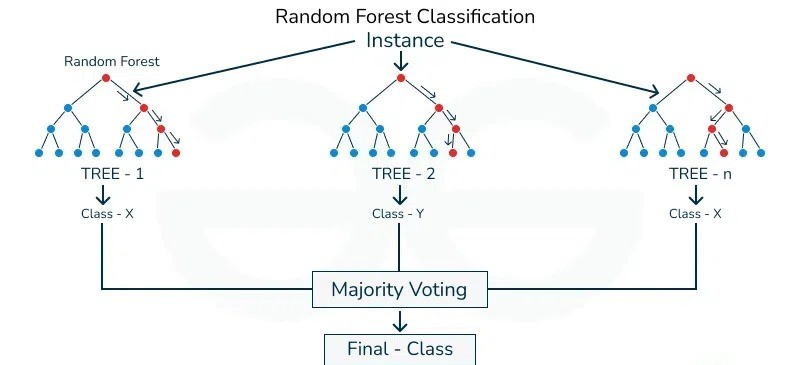 Random Forest Classification
Instance
Random Forest
TREE - 1
TREE - 2
TREE - n
Class - X
Class - Y
Class - X
Majority Voting
Final - Class